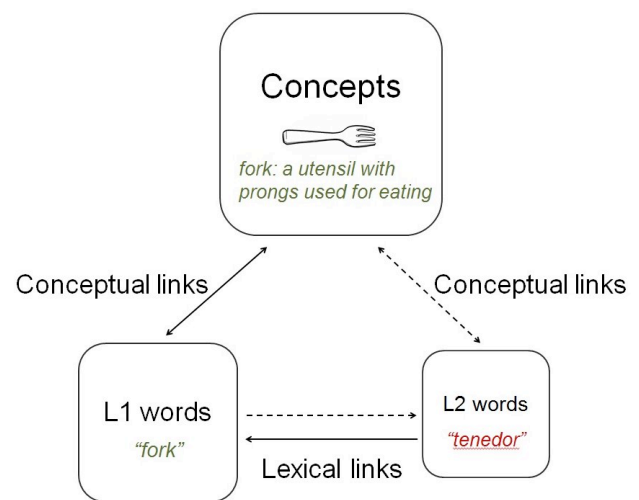 Concepts
fork: a utensil with
prongs used for eating
Conceptual links
Conceptual links
L1 words
“fork”
L2 words
“tenedor”
Lexical links